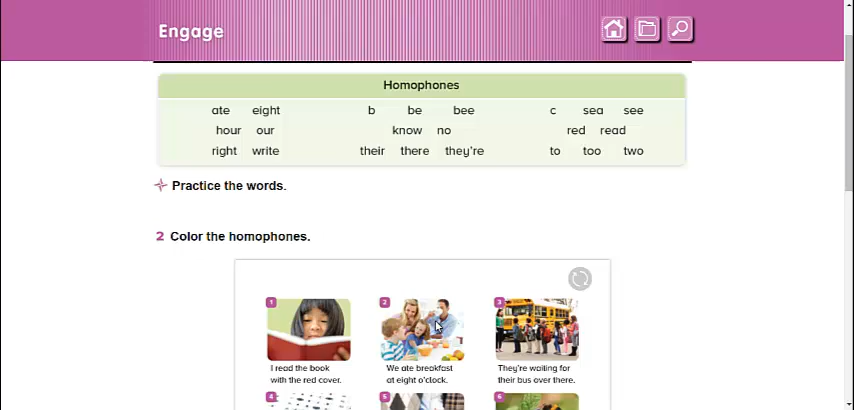 Engage
Homophones
ate eight b be bee c sea see
hour our know no red read
right write their there they're to too two
Practice the words.
2 Color the homophones.
1 2 3
I read the book
with the red cover.
We ate breakfast
at eight o'clock.
They're waiting for
their bus over there.
4 5 6